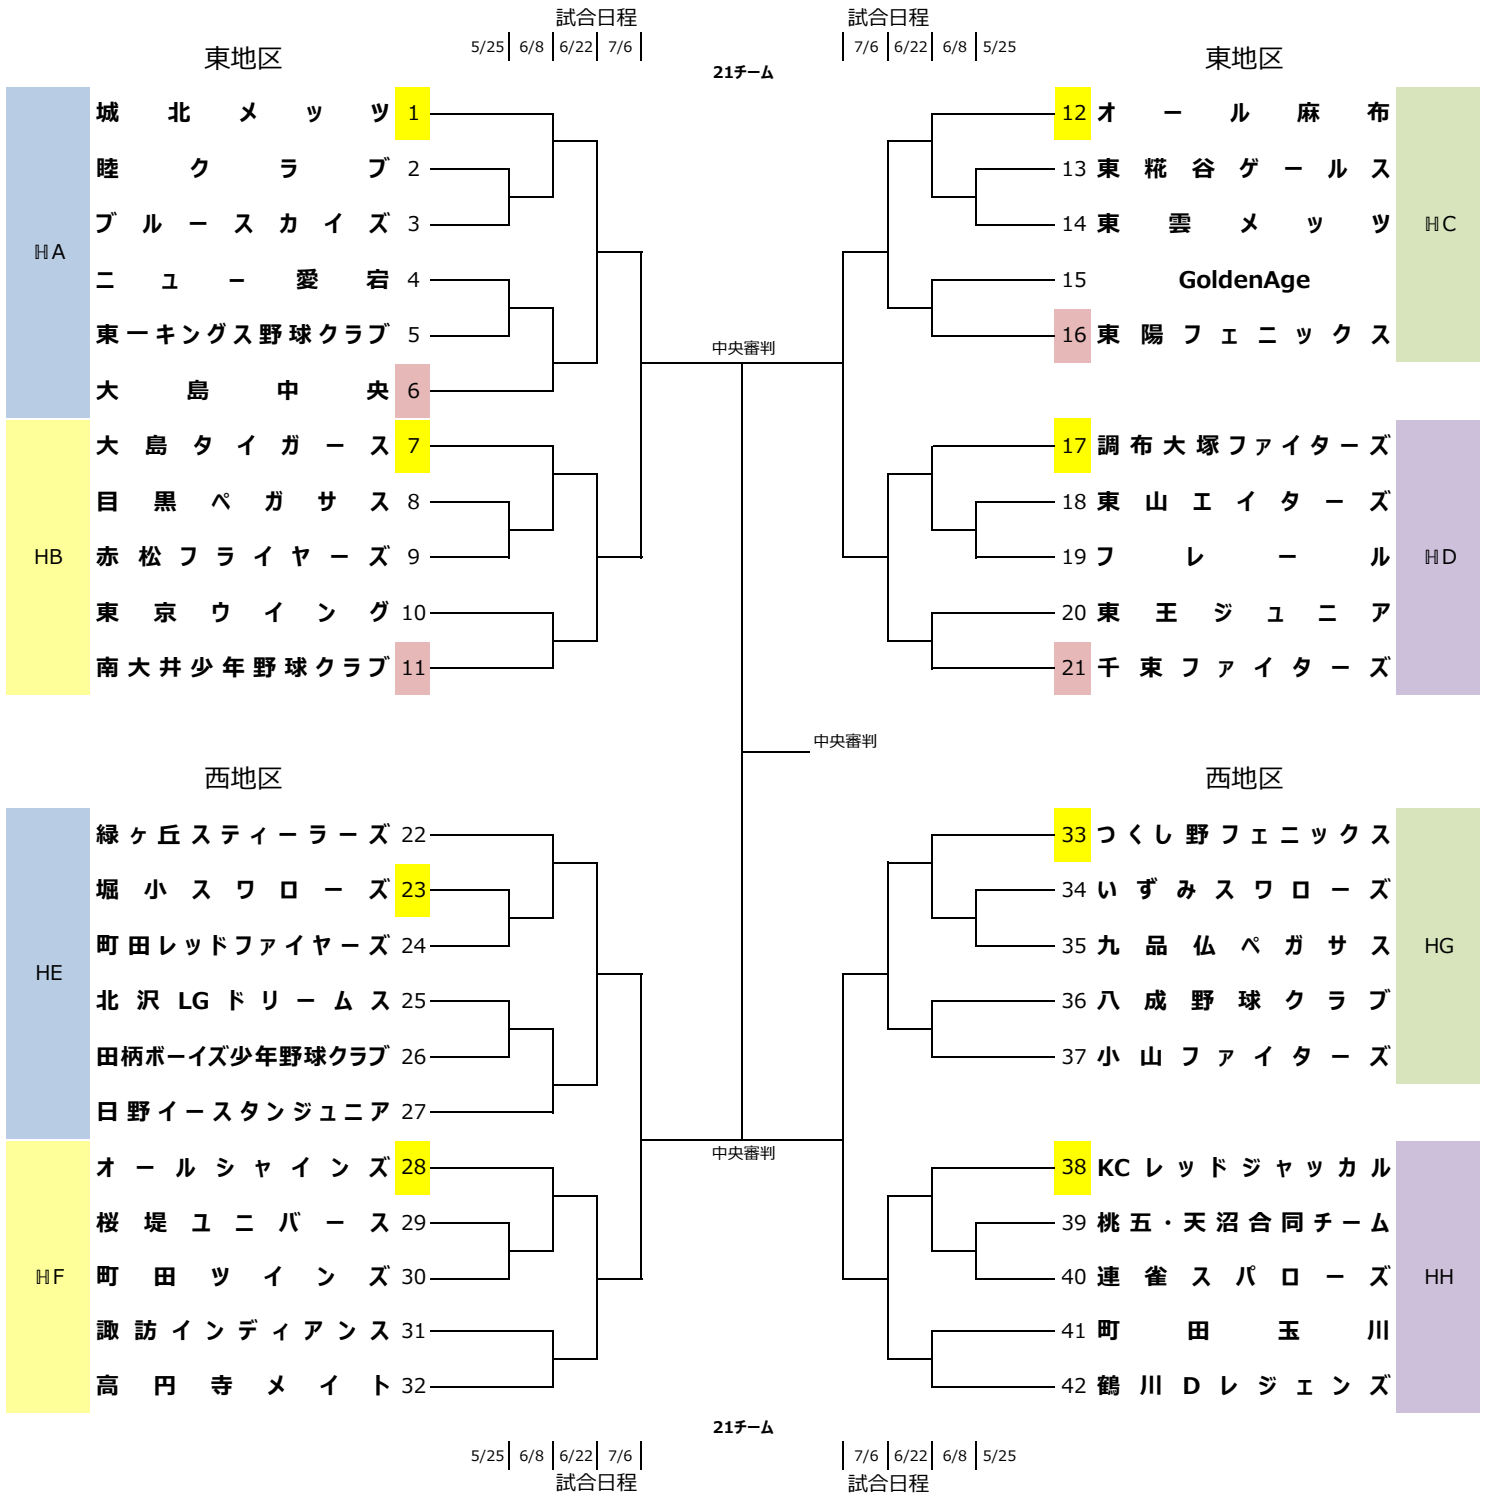 試合日程
5/25 6/8 6/22 7/6
試合日程
7/6 6/22 6/8 5/25
東地区
21チーム
東地区
ⲎA
城北メッツ 1
睦クラブ 2
ブルースカイズ 3
ニュー愛宕 4
東一キングス野球クラブ 5
大島中央 6
HB
大島タイガース 7
目黒ペガサス 8
赤松フライヤーズ 9
東京ウイング 10
南大井少年野球クラブ 11
中央審判
12 オール麻布
13 東糀谷ゲールス
14 東雲メッツ
15 GoldenAge
16 東陽フェニックス
ⲎC
17 調布大塚ファイターズ
18 東山エイターズ
19 フレール
20 東王ジュニア
21 千束ファイターズ
ⲎD
中央審判
西地区
西地区
HE
緑ヶ丘スティーラーズ 22
堀小スワローズ 23
町田レッドファイヤーズ 24
北沢LGドリームス 25
田柄ボーイズ少年野球クラブ 26
日野イースタンジュニア 27
ⲎF
オールシャインズ 28
桜堤ユニバース 29
町田ツインズ 30
諏訪インディアンス 31
高円寺メイト 32
中央審判
33 つくし野フェニックス
34 いずみスワローズ
35 九品仏ペガサス
36 八成野球クラブ
37 小山ファイターズ
HG
38 KCレッドジャッカル
39 桃五・天沼合同チーム
40 連雀スパローズ
41 町田玉川
42 鶴川Dレジェンズ
HH
21チーム
5/25 6/8 6/22 7/6
試合日程
7/6 6/22 6/8 5/25
試合日程